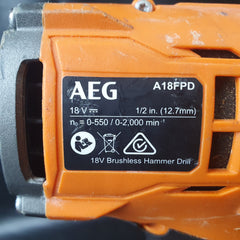 AEG A18FPD
18 V ⎓ 1/2 in. (12.7mm)
n₀ = 0-550 / 0-2,000 min⁻¹
18V Brushless Hammer Drill